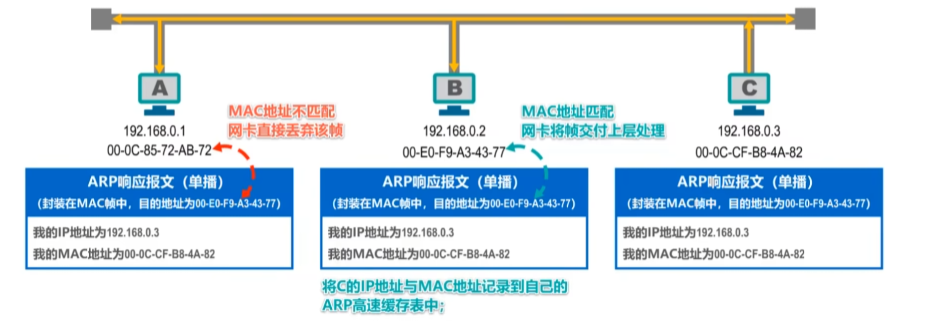 A
B
C
MAC地址不匹配
网卡直接丢弃该帧
MAC地址匹配
网卡将帧交付上层处理
192.168.0.1
192.168.0.2
192.168.0.3
00-0C-85-72-AB-72
00-E0-F9-A3-43-77
00-0C-CF-B8-4A-82
ARP响应报文（单播）
(封装在MAC帧中，目的地址为00-E0-F9-A3-43-77)
我的IP地址为192.168.0.3
我的MAC地址为00-0C-CF-B8-4A-82
ARP响应报文（单播）
(封装在MAC帧中，目的地址为00-E0-F9-A3-43-77)
我的IP地址为192.168.0.3
我的MAC地址为00-0C-CF-B8-4A-82
ARP响应报文（单播）
(封装在MAC帧中，目的地址为00-E0-F9-A3-43-77)
我的IP地址为192.168.0.3
我的MAC地址为00-0C-CF-B8-4A-82
将C的IP地址与MAC地址记录到自己的
ARP高速缓存表中；